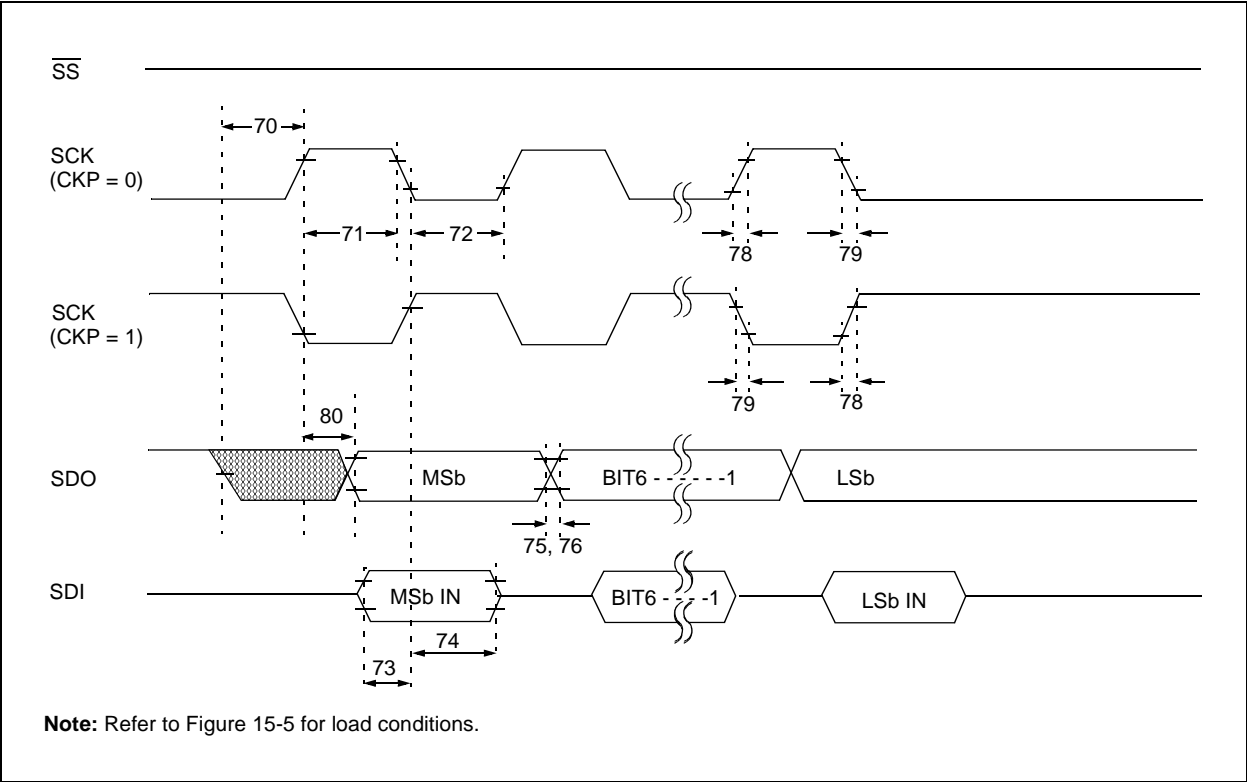 SS
70
SCK
(CKP = 0)
71
72
78
79
SCK
(CKP = 1)
79
78
80
SDO
MSb
BIT6 - - - - - -1
LSb
75, 76
SDI
MSb IN
BIT6 - - - -1
LSb IN
74
73
Note: Refer to Figure 15-5 for load conditions.